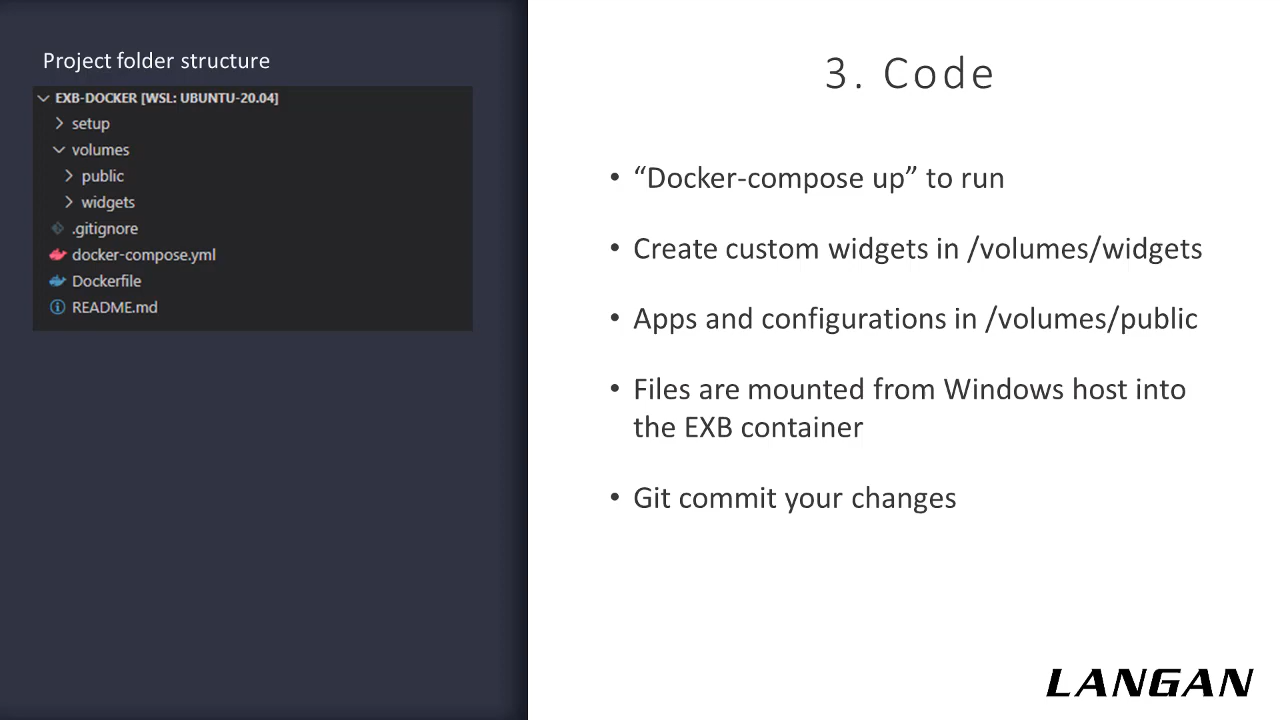 Project folder structure
EXB-DOCKER [WSL: UBUNTU-20.04]
setup
volumes
public
widgets
.gitignore
docker-compose.yml
Dockerfile
README.md
3. Code
• “Docker-compose up” to run
• Create custom widgets in /volumes/widgets
• Apps and configurations in /volumes/public
• Files are mounted from Windows host into
the EXB container
• Git commit your changes
LANGAN